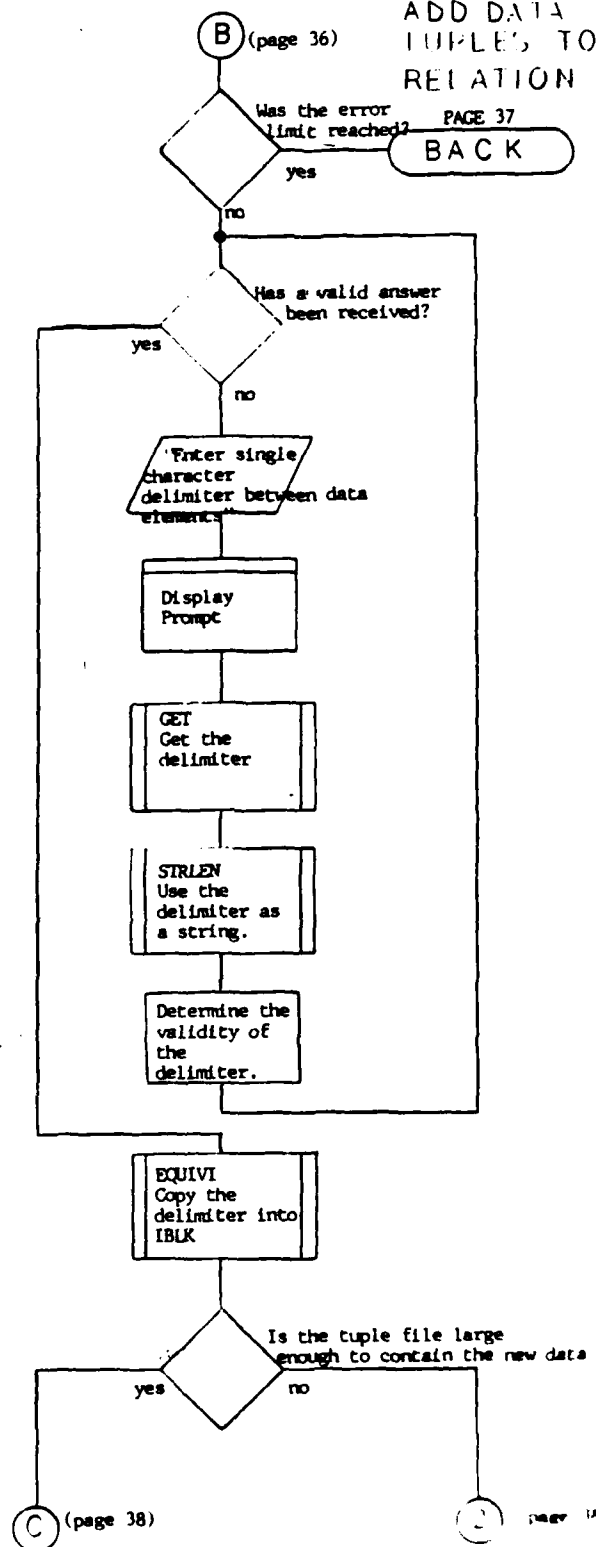 ADD DATA
TUPLES TO
RELATION
B (page 36)
Was the error
limit reached?
PAGE 37
BACK
yes
no
Has a valid answer
been received?
yes
no
"Enter single
character
delimiter between data
elements"
Display
Prompt
GET
Get the
delimiter
STRLEN
Use the
delimiter as
a string.
Determine the
validity of
the
delimiter.
EQUIVI
Copy the
delimiter into
IBLK
Is the tuple file large
enough to contain the new data
yes
no
C (page 38)
page